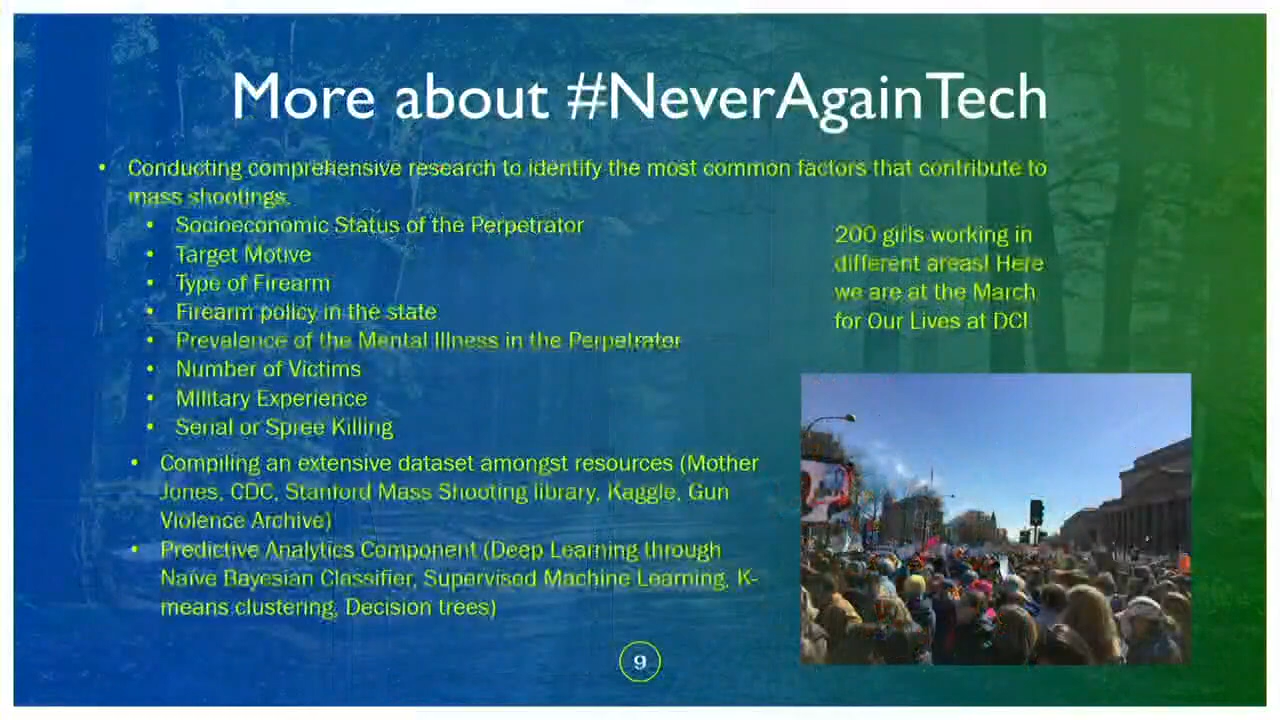 More about #NeverAgainTech
• Conducting comprehensive research to identify the most common factors that contribute to
mass shootings.
• Socioeconomic Status of the Perpetrator
• Target Motive
• Type of Firearm
• Firearm policy in the state
• Prevalence of the Mental Illness in the Perpetrator
• Number of Victims
• Military Experience
• Serial or Spree Killing
• Compiling an extensive dataset amongst resources (Mother
Jones, CDC, Stanford Mass Shooting library, Kaggle, Gun
Violence Archive)
• Predictive Analytics Component (Deep Learning through
Naïve Bayesian Classifier, Supervised Machine Learning, K-
means clustering, Decision trees)
200 girls working in
different areas! Here
we are at the March
for Our Lives at DC!
9